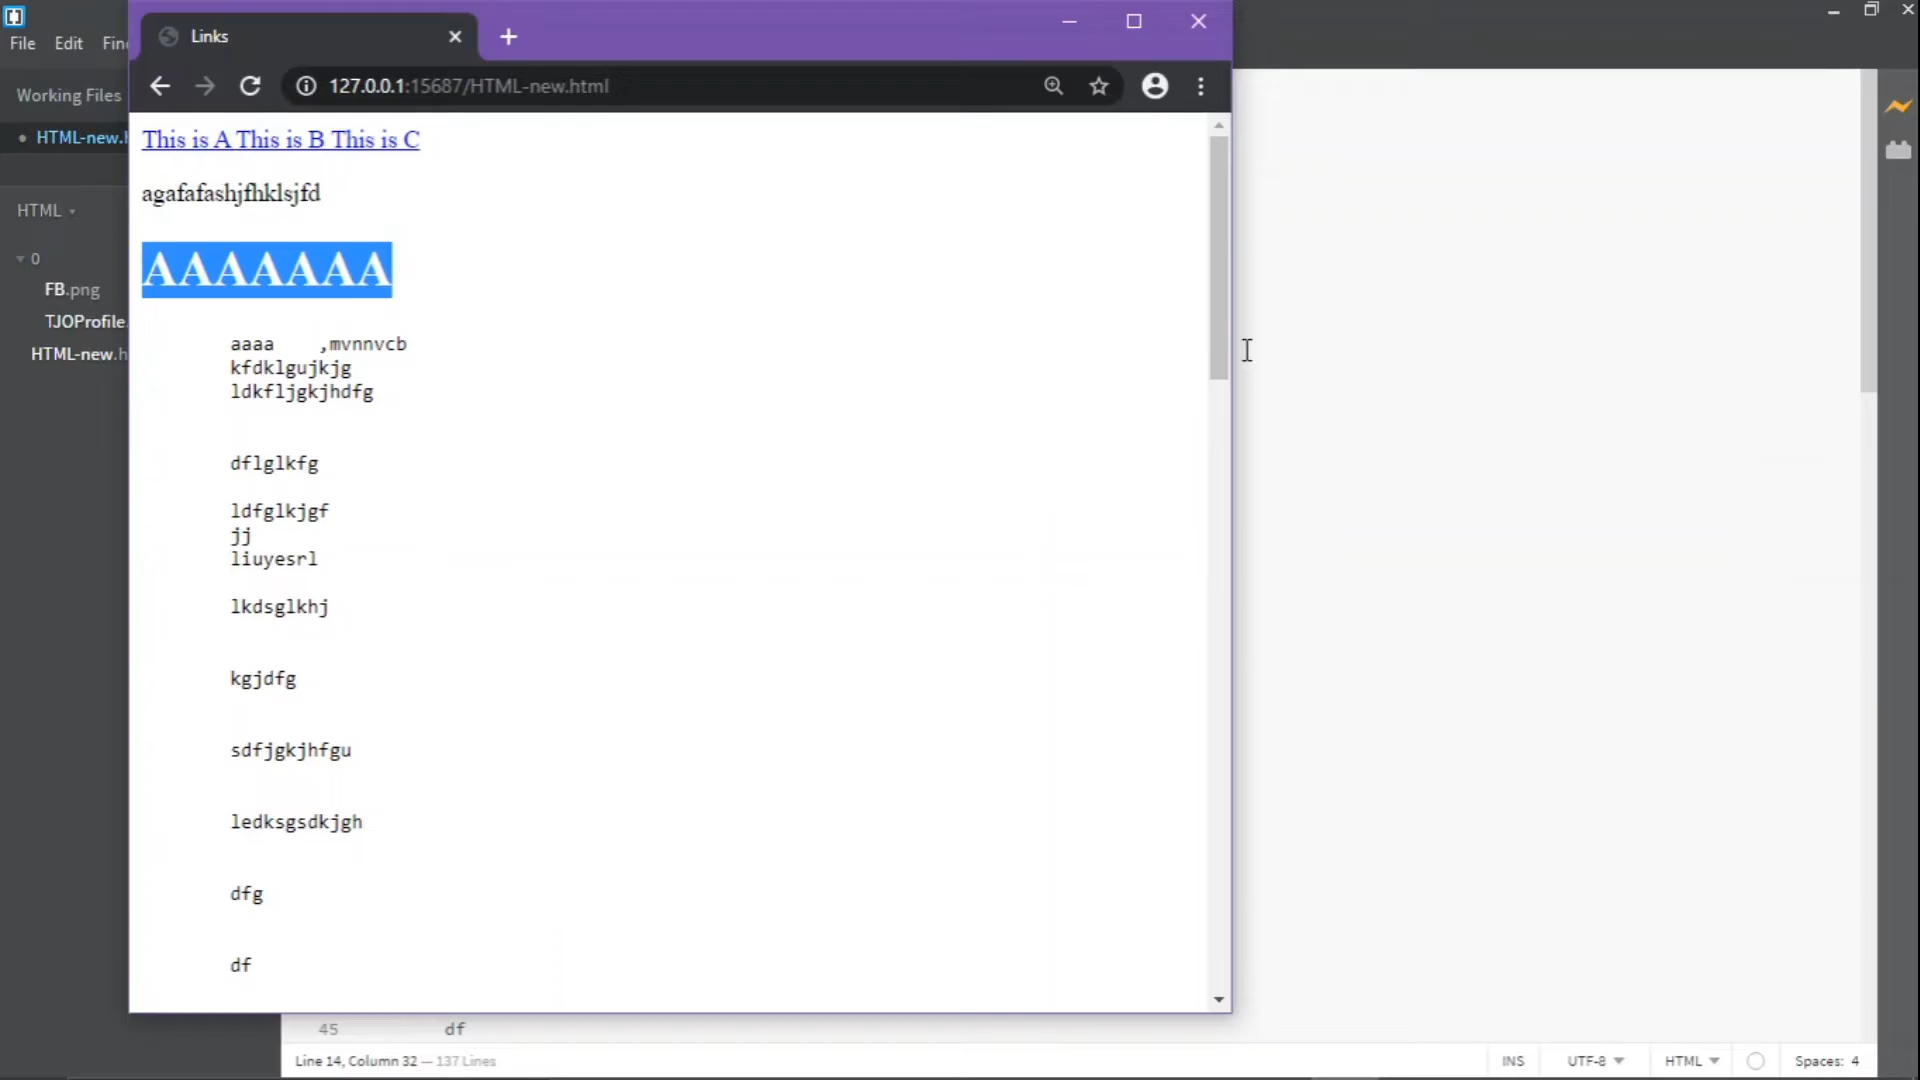 Links
File Edit Fin
127.0.0.1:15687/HTML-new.html
Working Files
HTML-new.h
This is A This is B This is C
agafafashjfhklsjfd
HTML
AAAAAAA
0
FB.png
TJOProfile.
HTML-new.h
aaaa ,mvnnvcb
kfdklgujkjg
ldkfljgkjhdfg
dflglkfg
ldfglkjgf
jj
liuyesrl
lkdsglkhj
kgjdfg
sdfjgkjhfgu
ledksgsdkjgh
dfg
df
45 df
Line 14, Column 32 — 137 Lines
INS UTF-8 HTML Spaces: 4